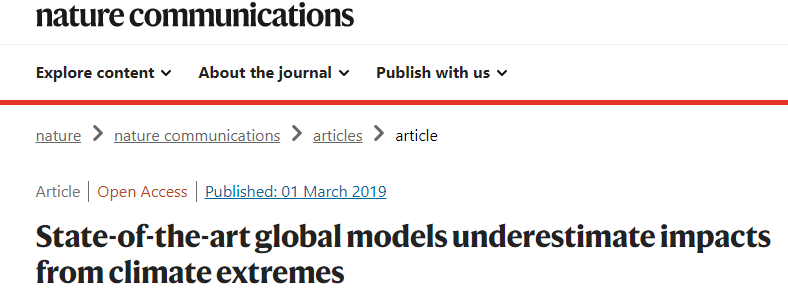 nature communications
Explore content About the journal Publish with us
nature nature communications articles article
Article Open Access Published: 01 March 2019
State-of-the-art global models underestimate impacts
from climate extremes